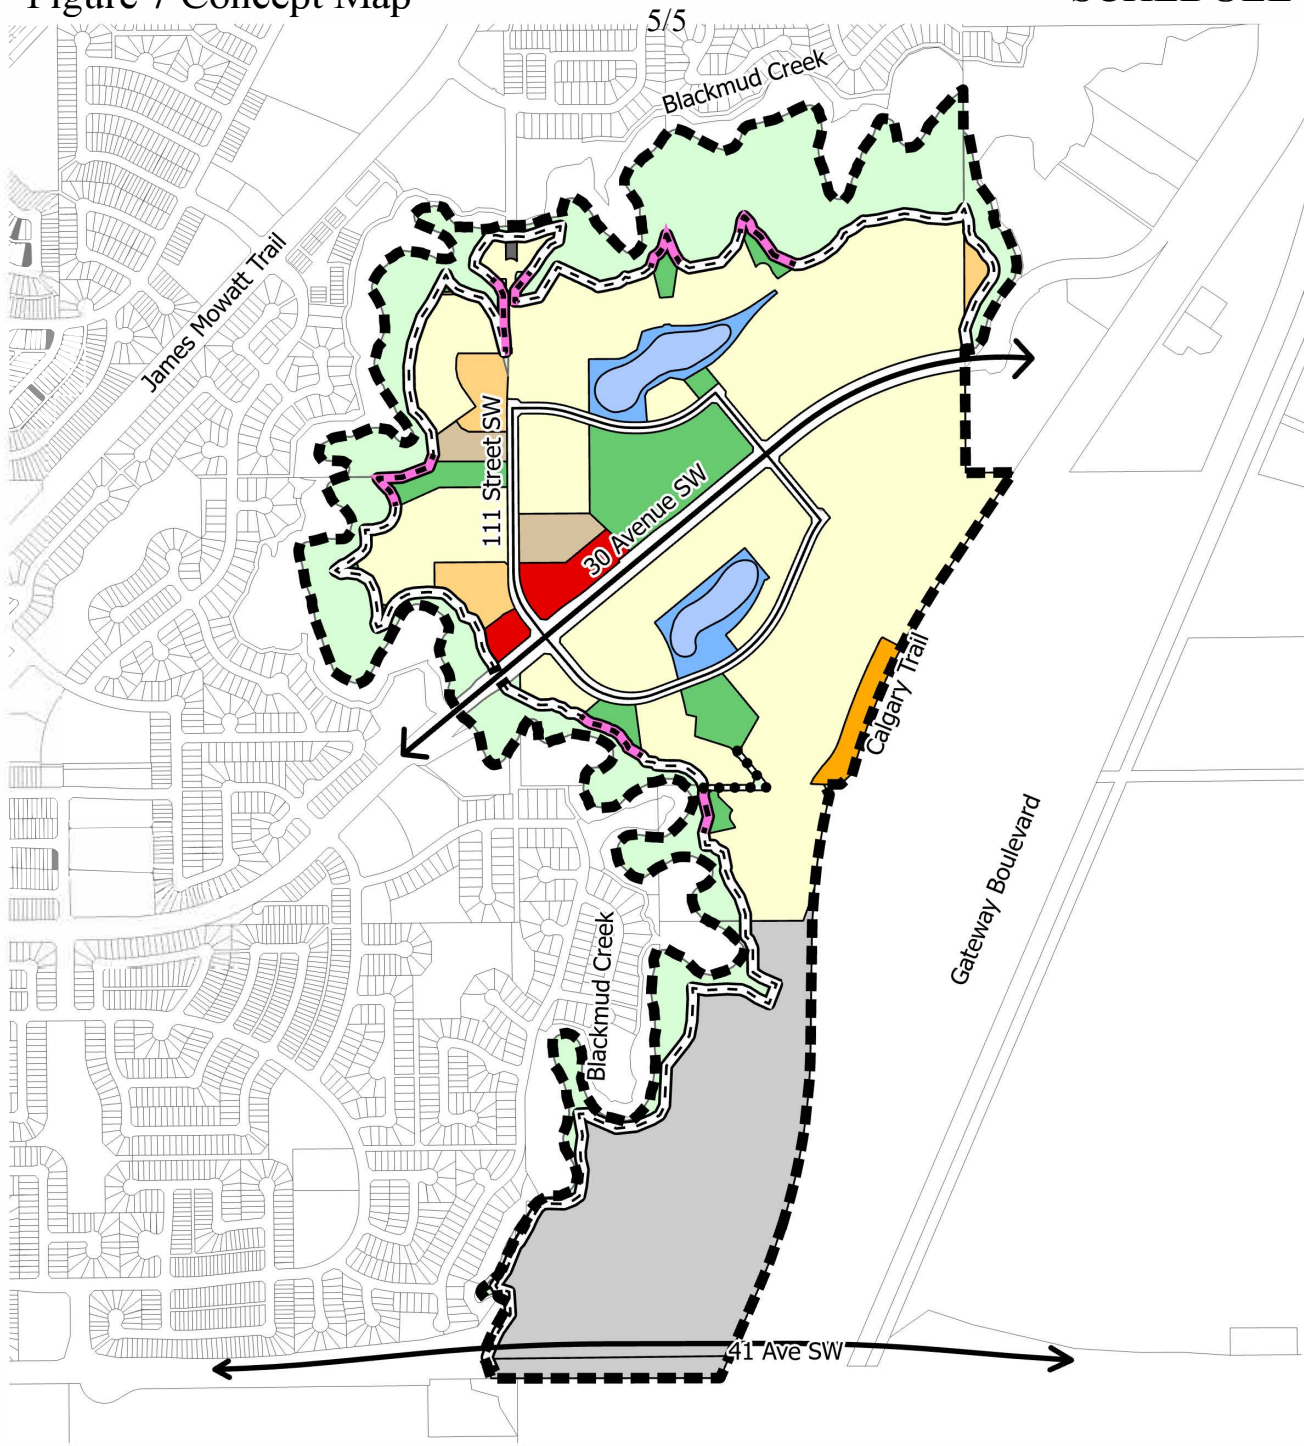 Figure 7 Concept Map
SCHEDULE
5/5
Blackmud Creek
James Mowatt Trail
111 Street SW
30 Avenue SW
Calgary Trail
Gateway Boulevard
Blackmud Creek
41 Ave SW